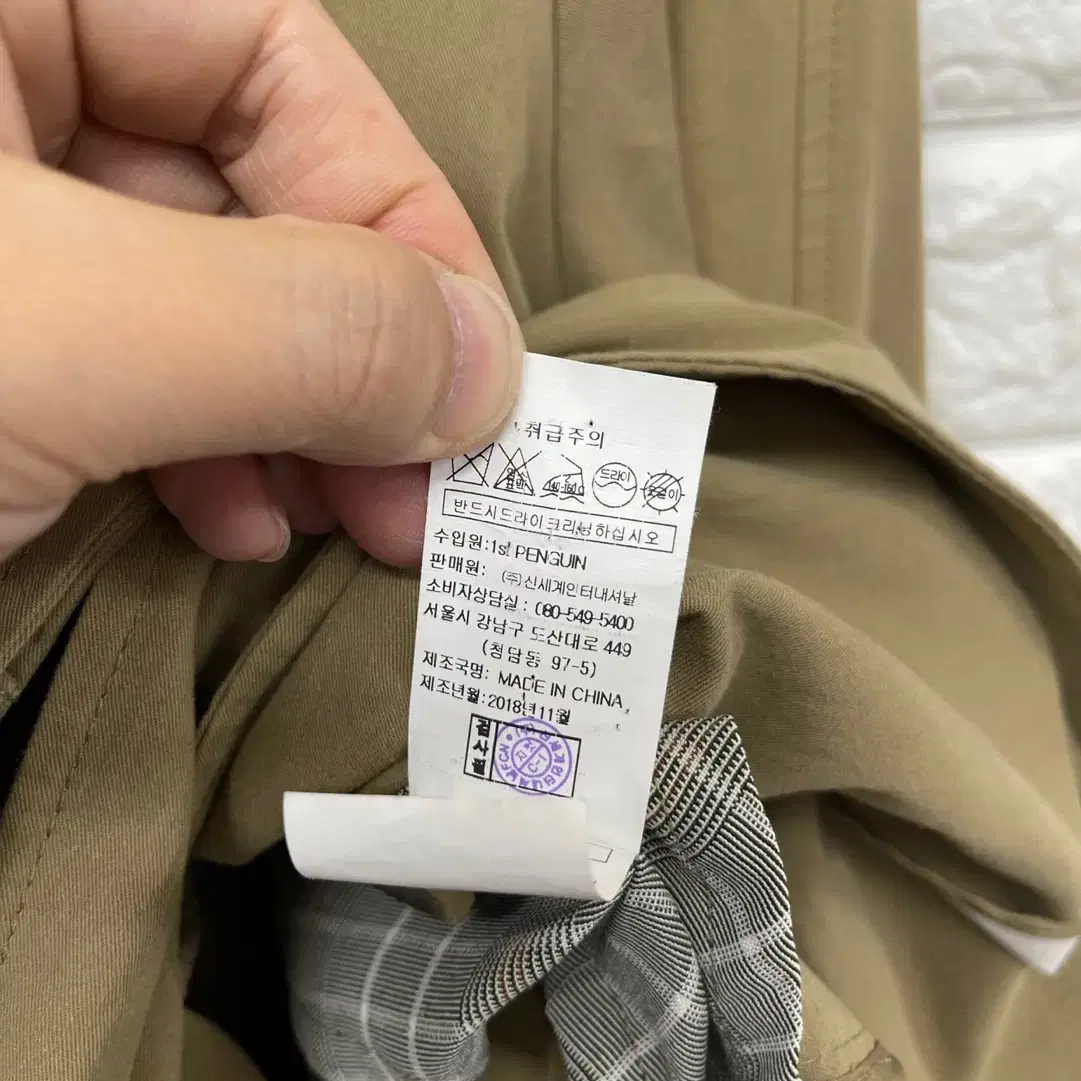 취급주의
드라이
140-160℃
반드시드라이크리닝하십시오
수입원:1st PENGUIN
판매원: (주)신세계인터내셔날
소비자상담실 : 080-549-5400
서울시 강남구 도산대로 449
(청담동 97-5)
제조국명: MADE IN CHINA
제조년월:2018년11월
검사필